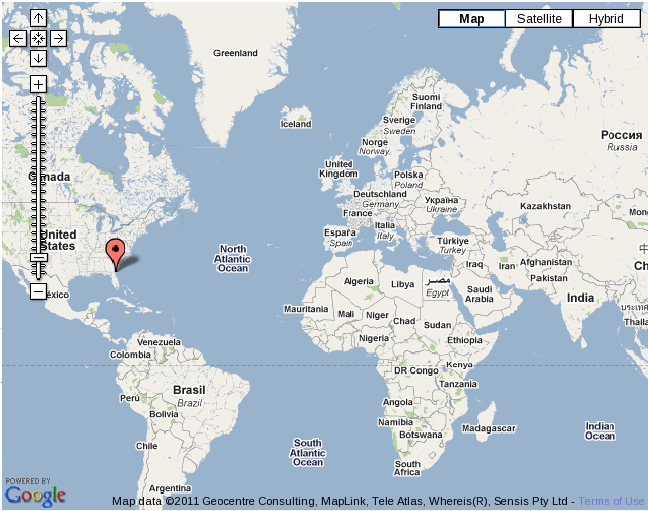 Map
Satellite
Hybrid
Greenland
Iceland
Suomi
Finland
Sverige
Sweden
Norge
Norway
Россия
Russia
Canada
United
Kingdom
Polska
Poland
Deutschland
Germany
Україна
Ukraine
France
Kazakhstan
United
States
España
Spain
Italia
Italy
Türkiye
Turkey
North
Atlantic
Ocean
Iraq
Iran
Afghanistan
Pakistan
Algeria
Libya
مصر
Egypt
Saudi
Arabia
India
México
Mauritania
Mali
Niger
Chad
Sudan
Nigeria
Ethiopia
Thaila
Venezuela
Colombia
DR Congo
Kenya
Tanzania
Brasil
Brazil
Perú
Bolivia
Angola
Namibia
Botswana
Madagascar
Indian
Ocean
Chile
South
Atlantic
Ocean
South
Africa
Argentina
POWERED BY
Google
Map data ©2011 Geocentre Consulting, MapLink, Tele Atlas, Whereis(R), Sensis Pty Ltd - Terms of Use